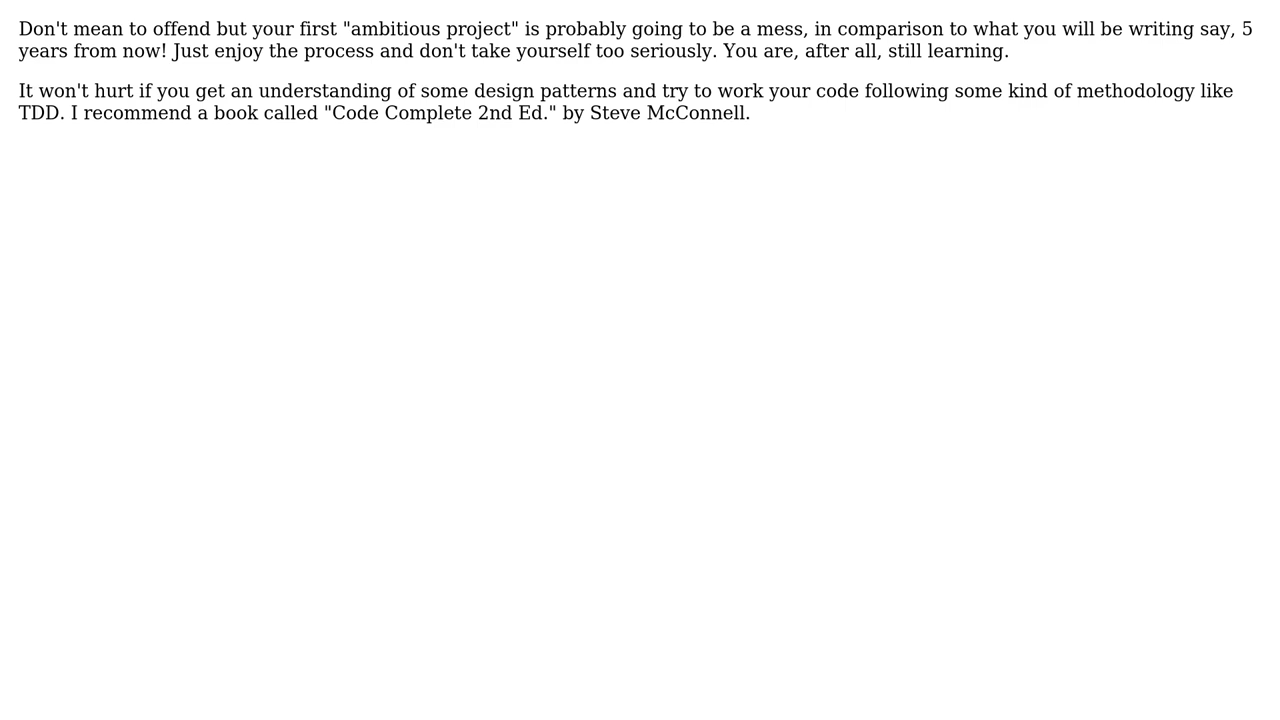 Don't mean to offend but your first "ambitious project" is probably going to be a mess, in comparison to what you will be writing say, 5
years from now! Just enjoy the process and don't take yourself too seriously. You are, after all, still learning.
It won't hurt if you get an understanding of some design patterns and try to work your code following some kind of methodology like
TDD. I recommend a book called "Code Complete 2nd Ed." by Steve McConnell.